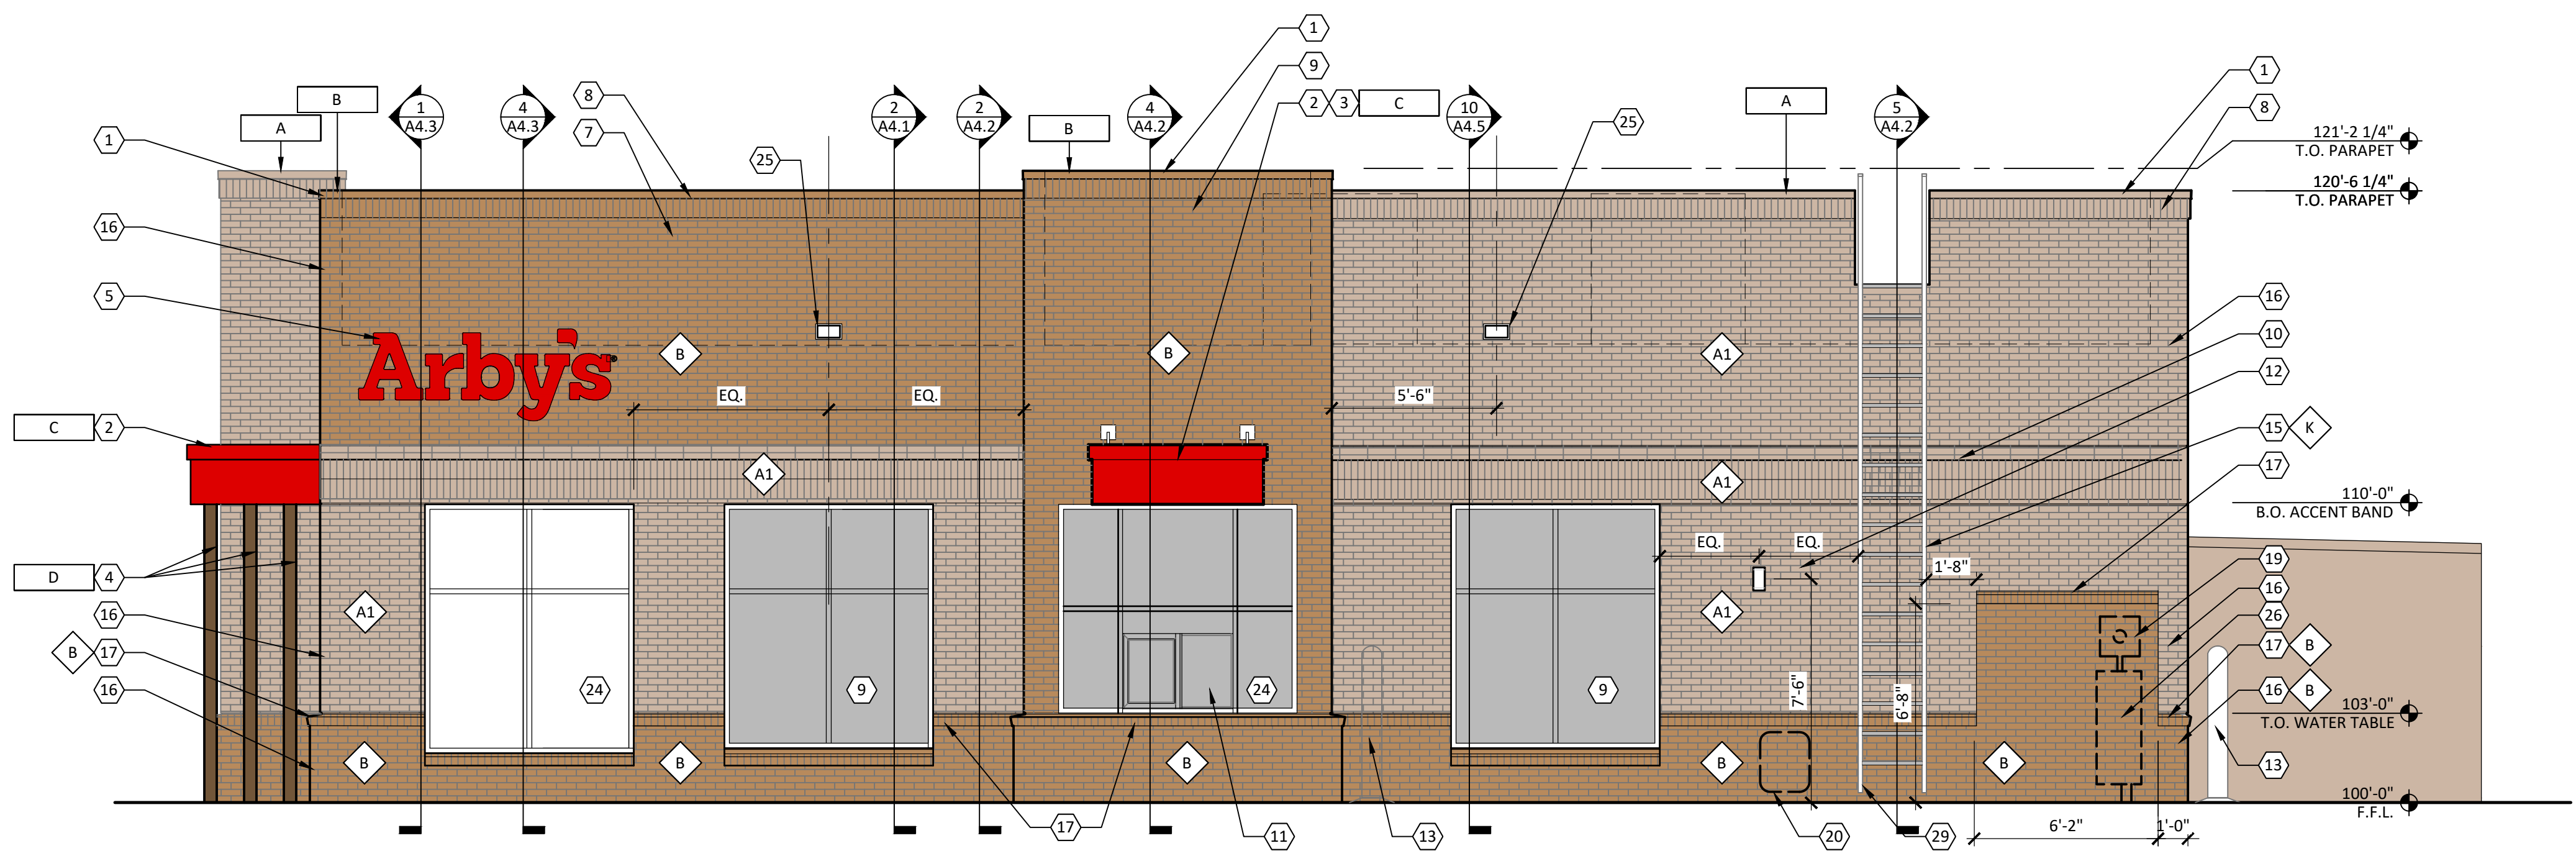 1
9
2 3 C
1
8
A
B
1
A4.3
4
A4.3
8
7
2
A4.1
2
A4.2
B
4
A4.2
10
A4.5
25
A
5
A4.2
1
25
121'-2 1/4"
T.O. PARAPET
120'-6 1/4"
T.O. PARAPET
16
5
Arby's®
B
B
A1
EQ.
EQ.
5'-6"
16
10
12
15 K
17
C 2
A1
A1
110'-0"
B.O. ACCENT BAND
EQ.
EQ.
1'-8"
D 4
16
A1
A1
19
16
26
17 B
16 B
B 17
16
24
9
24
9
7'-6"
6'-8"
103'-0"
T.O. WATER TABLE
B
B
B
B
B
13
100'-0"
F.F.L.
17
11
13
20
29
6'-2"
1'-0"